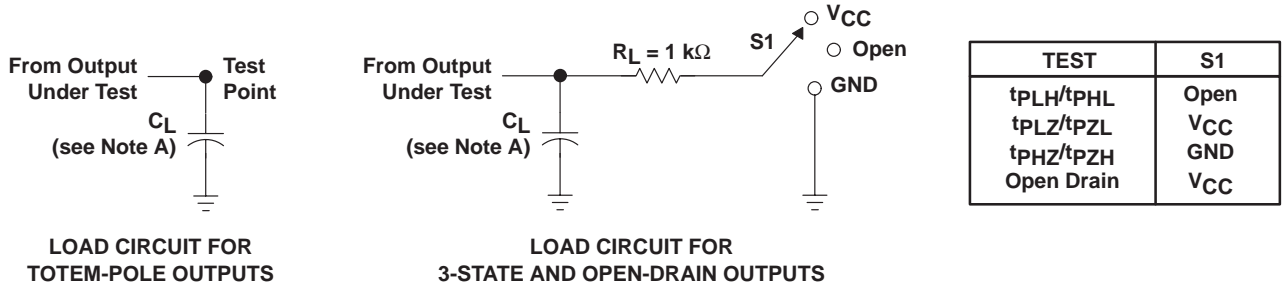 From Output
Under Test
Test
Point
CL
(see Note A)
LOAD CIRCUIT FOR
TOTEM-POLE OUTPUTS
From Output
Under Test
RL = 1 kΩ
S1
VCC
Open
GND
CL
(see Note A)
LOAD CIRCUIT FOR
3-STATE AND OPEN-DRAIN OUTPUTS
TEST S1
tPLH/tPHL Open
tPLZ/tPZL VCC
tPHZ/tPZH GND
Open Drain VCC